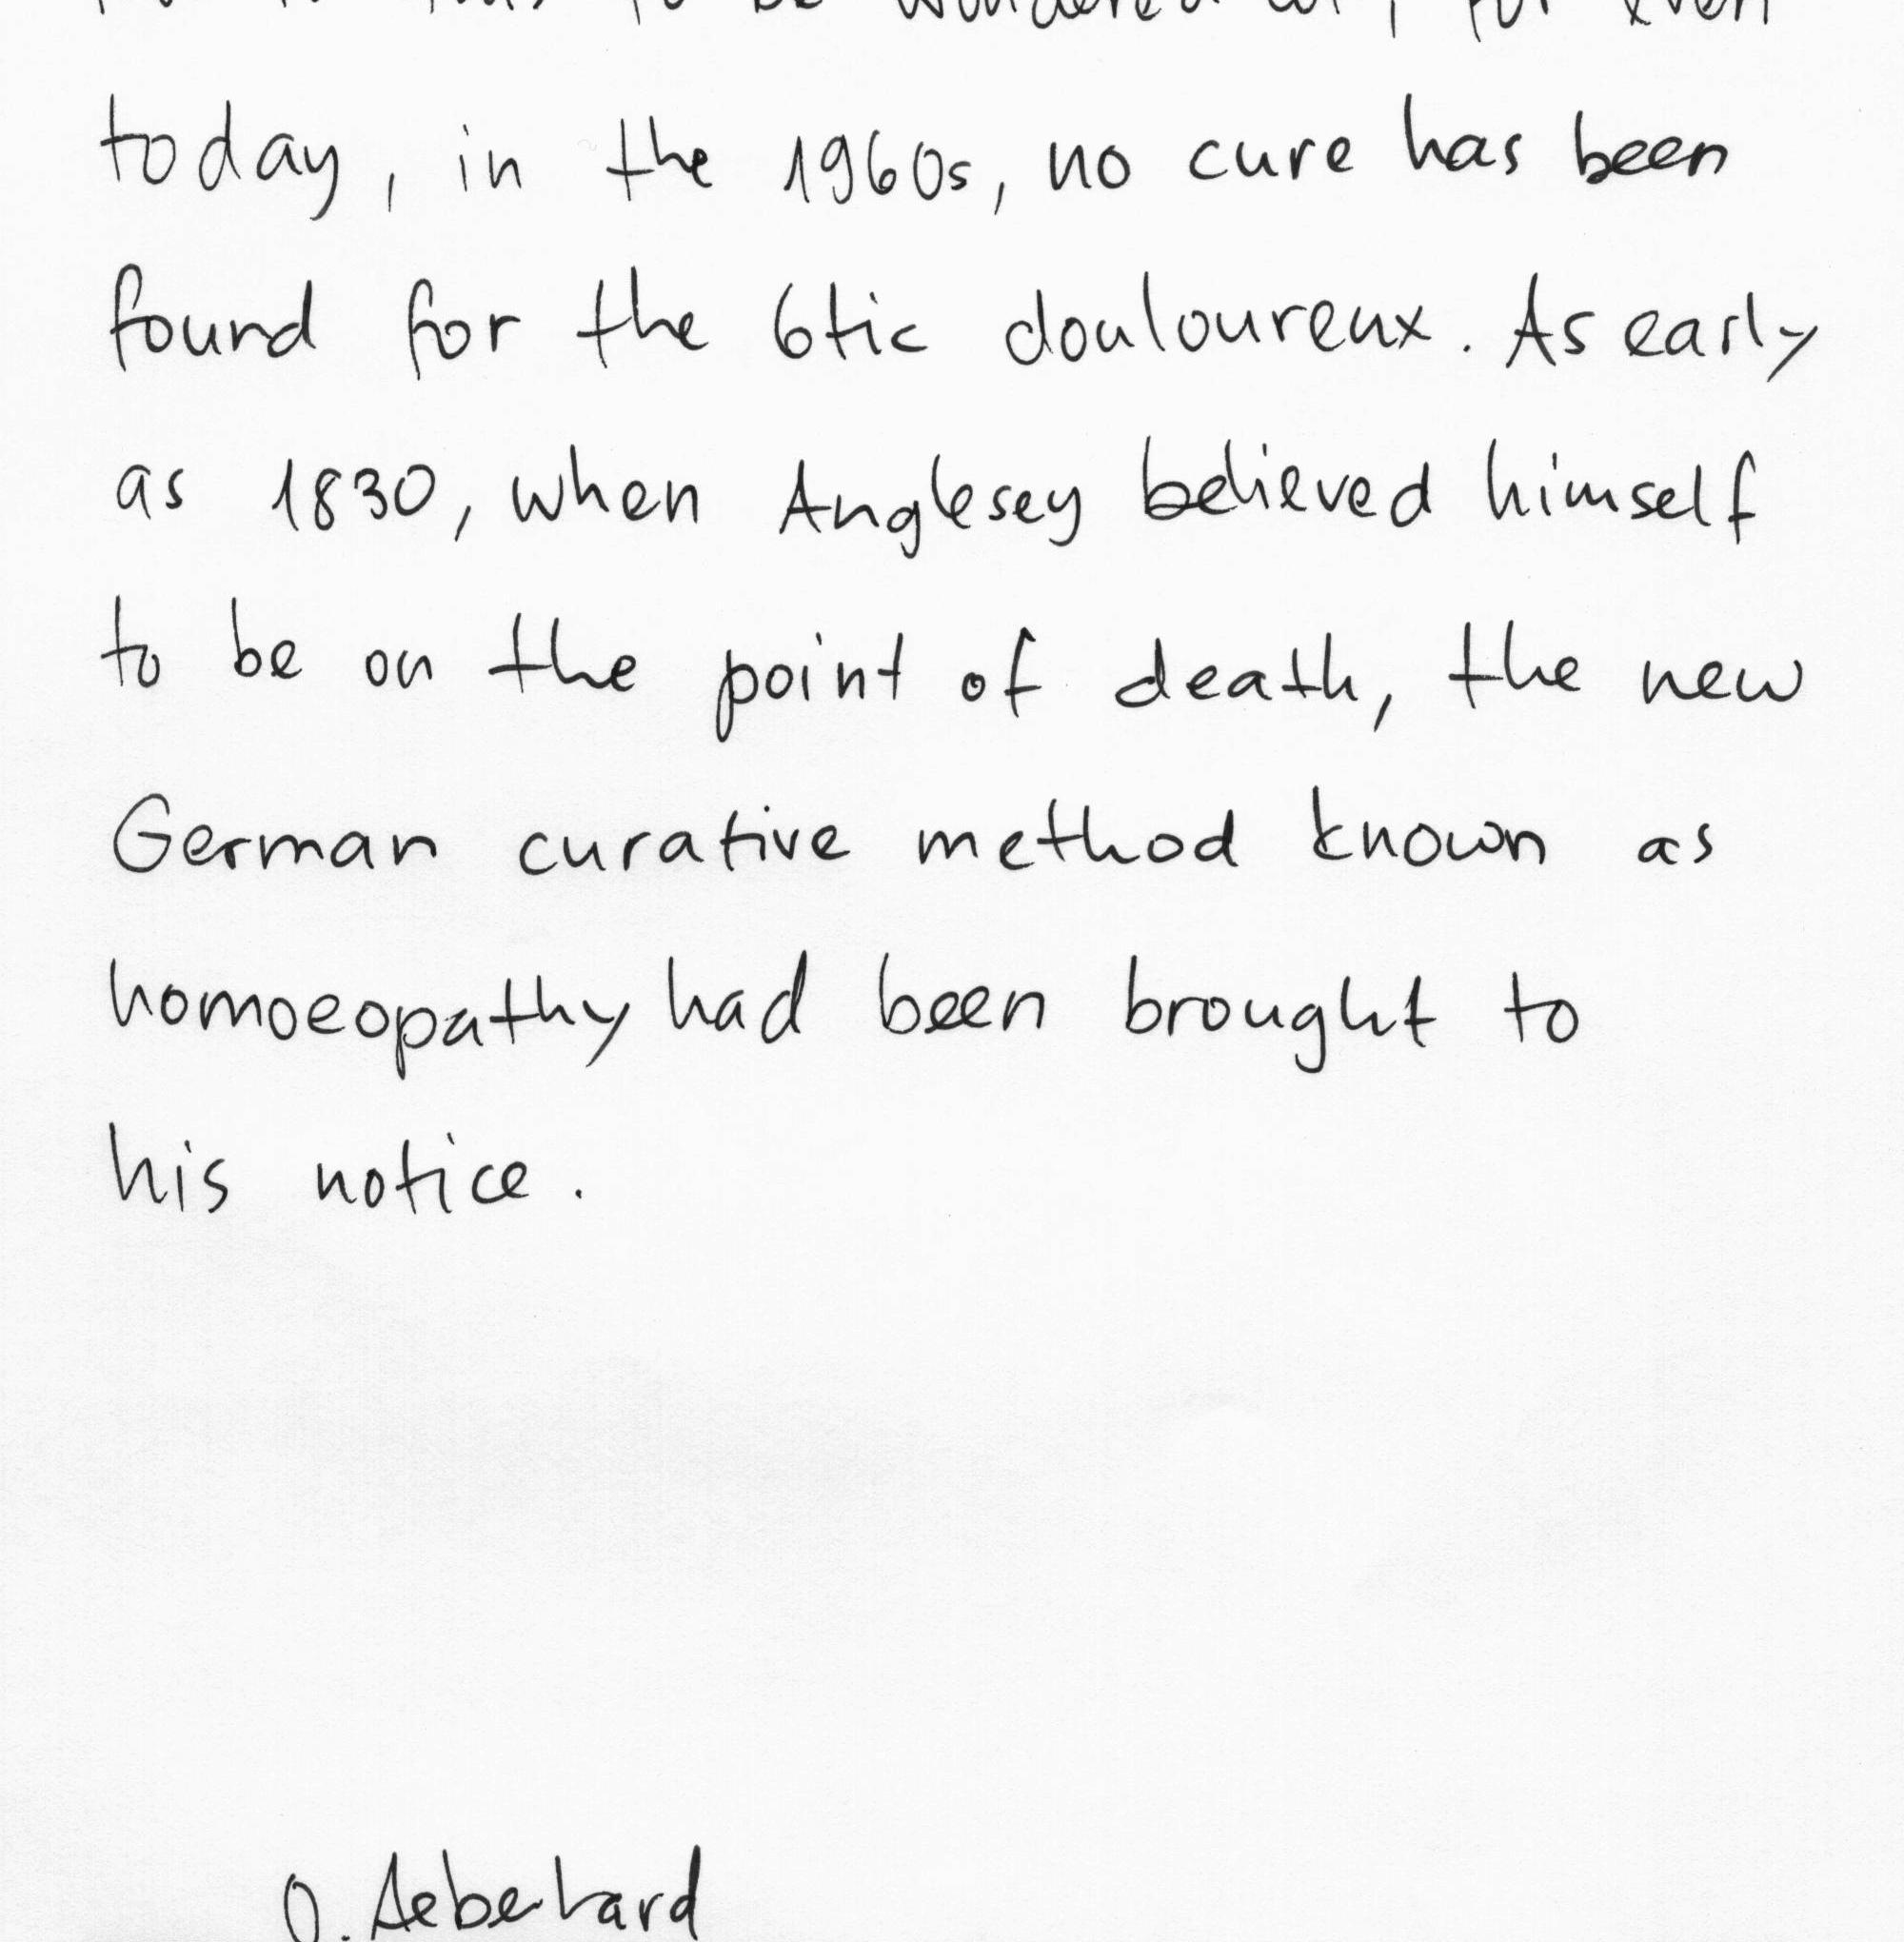 to be wondered at, for even
today, in the 1960s, no cure has been
found for the 6tic douloureux. As early
as 1830, when Anglesey believed himself
to be on the point of death, the new
German curative method known as
homoeopathy had been brought to
his notice.
O. Aeberhard